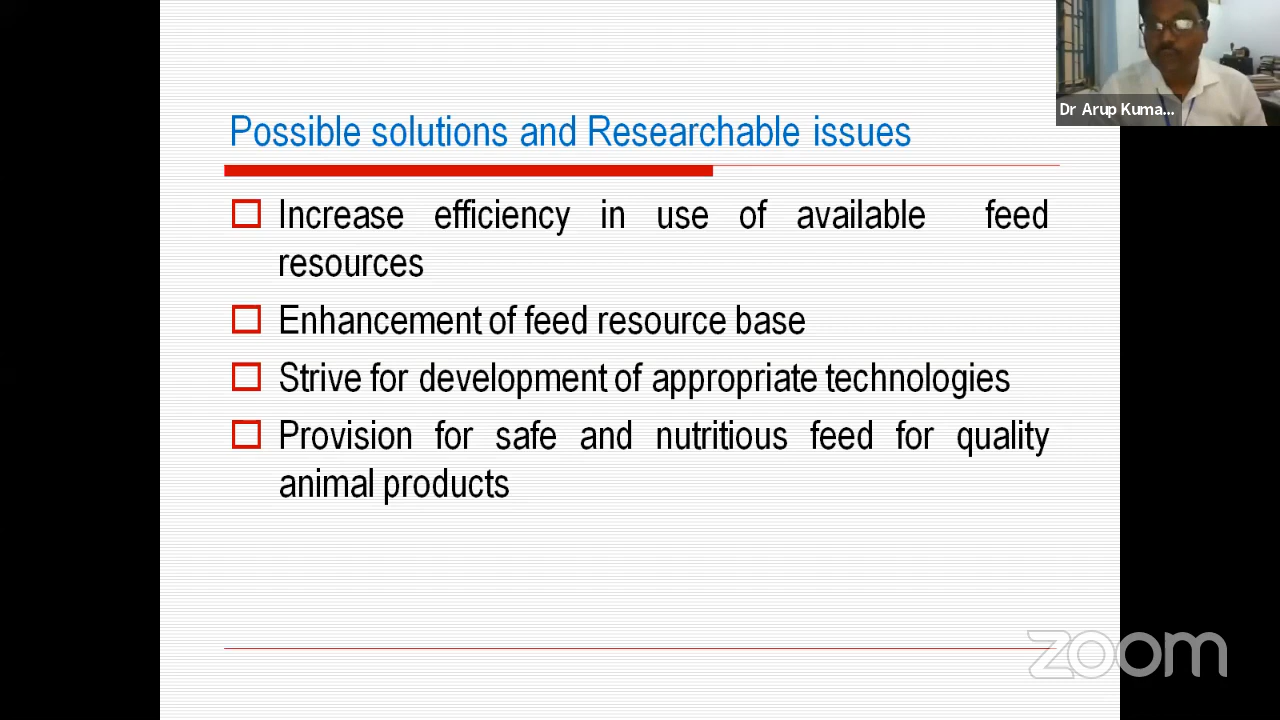 Dr Arup Kuma...
Possible solutions and Researchable issues
Increase efficiency in use of available feed
resources
Enhancement of feed resource base
Strive for development of appropriate technologies
Provision for safe and nutritious feed for quality
animal products
zoom